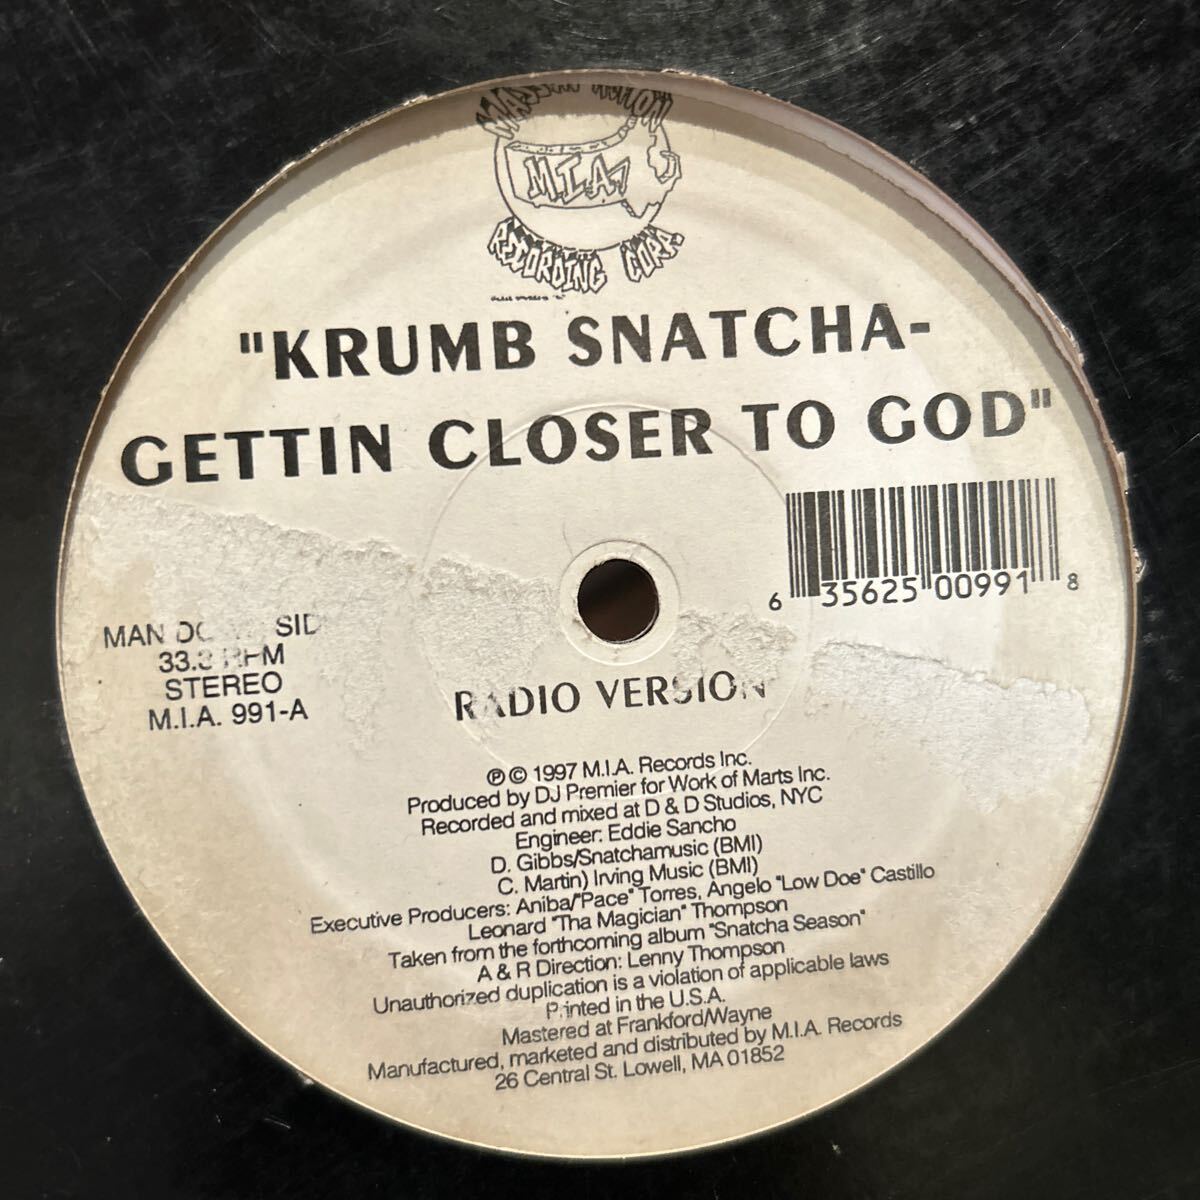 M.I.A.
RECORDING CORP.
"KRUMB SNATCHA-
GETTIN CLOSER TO GOD"
6 35625 00991 8
MAN SID
33.3 RPM
STEREO
M.I.A. 991-A
RADIO VERSION
℗ © 1997 M.I.A. Records Inc.
Produced by DJ Premier for Work of Marts Inc.
Recorded and mixed at D & D Studios, NYC
Engineer: Eddie Sancho
D. Gibbs/Snatchamusic (BMI)
C. Martin) Irving Music (BMI)
Executive Producers: Aniba/"Pace" Torres, Angelo "Low Doe" Castillo
Leonard "Tha Magician" Thompson
Taken from the forthcoming album "Snatcha Season"
A & R Direction: Lenny Thompson
Unauthorized duplication is a violation of applicable laws
Printed in the U.S.A.
Mastered at Frankford/Wayne
Manufactured, marketed and distributed by M.I.A. Records
26 Central St. Lowell, MA 01852